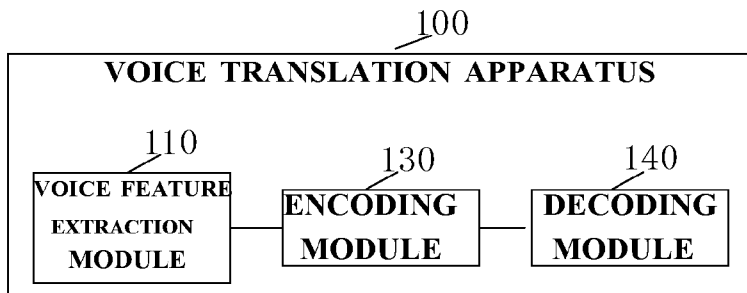 100
VOICE TRANSLATION APPARATUS
110
VOICE FEATURE
EXTRACTION
MODULE
130
ENCODING
MODULE
140
DECODING
MODULE